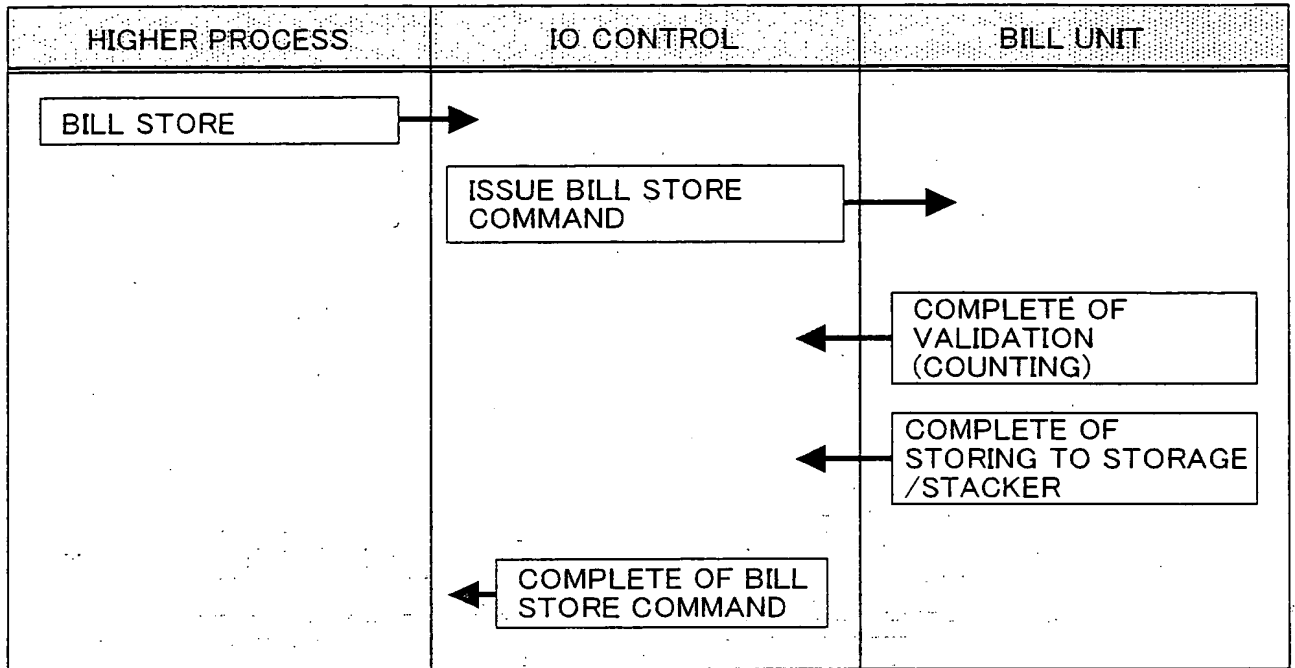 HIGHER PROCESS
IO CONTROL
BILL UNIT
BILL STORE
ISSUE BILL STORE
COMMAND
COMPLETE OF
VALIDATION
(COUNTING)
COMPLETE OF
STORING TO STORAGE
/STACKER
COMPLETE OF BILL
STORE COMMAND